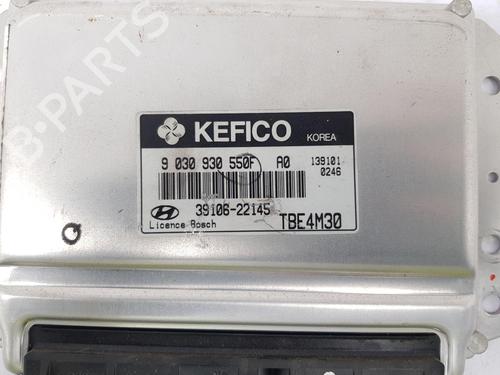 B-PARTS
KEFICO KOREA
9 030 930 550F A0 139101
0246
39106-22145
Licence Bosch TBE4M30